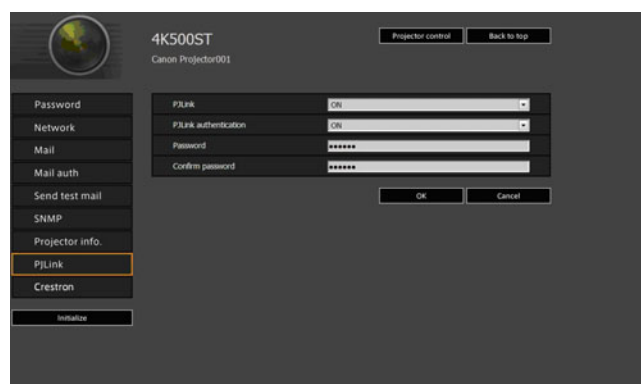 4K500ST
Projector control
Back to top
Canon Projector001
Password
Network
Mail
Mail auth
Send test mail
SNMP
Projector info.
PJLink
Crestron
Initialize
PJLink ON
PJLink authentication ON
Password ••••••
Confirm password ••••••
OK
Cancel